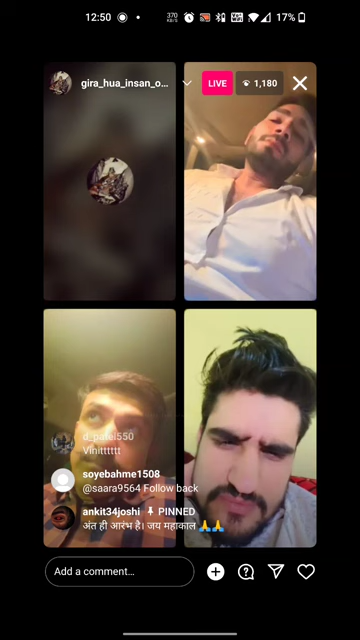 12:50
370
KB/S
17%
gira_hua_insan_o...
LIVE
1,180
d_patel550
Vinitttttt
soyebahme1508
@saara9564 Follow back
ankit34joshi PINNED
अंत ही आरंभ है। जय महाकाल 🙏🙏
Add a comment...